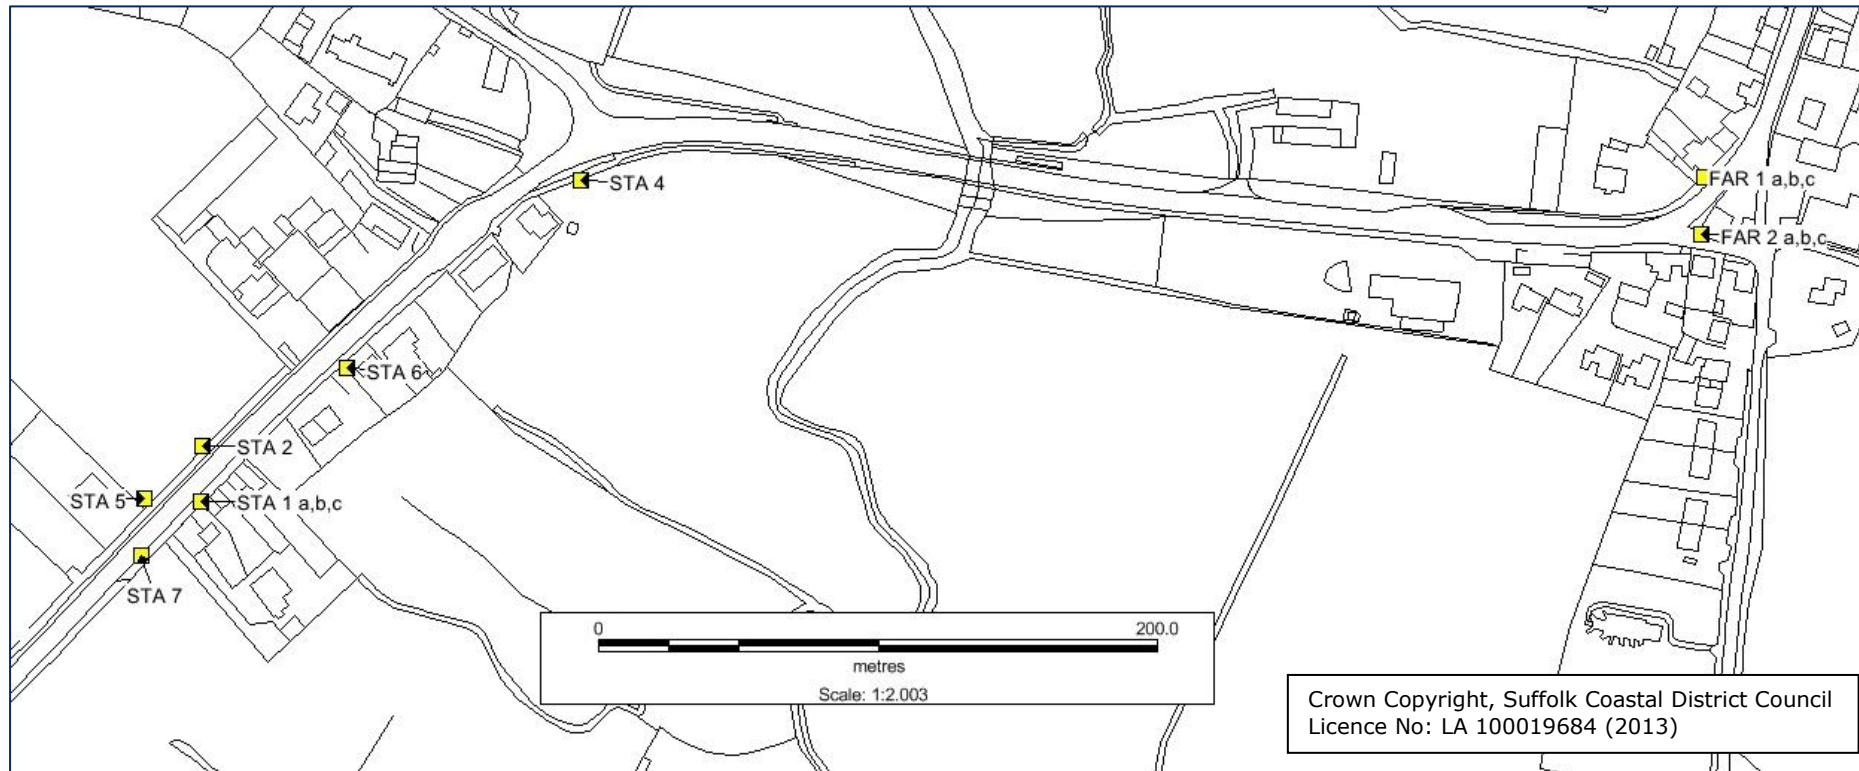 STA 4
FAR 1 a,b,c
FAR 2 a,b,c
STA 6
STA 2
STA 5
STA 1 a,b,c
STA 7
0 200.0
metres
Scale: 1:2.003
Crown Copyright, Suffolk Coastal District Council
Licence No: LA 100019684 (2013)